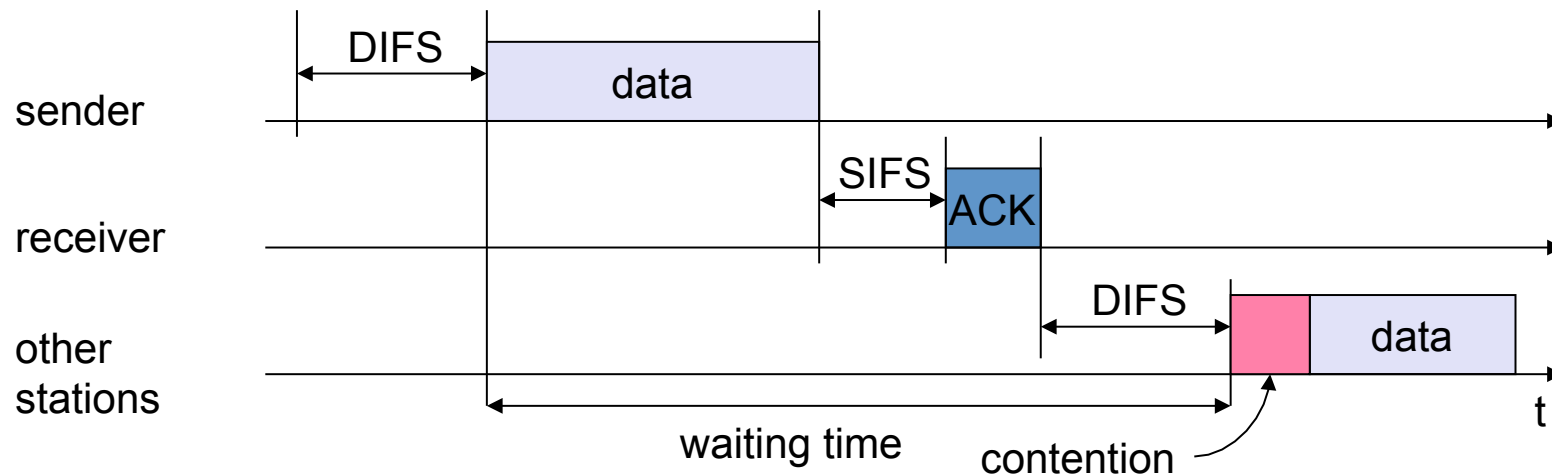 DIFS
data
sender
SIFS
ACK
receiver
DIFS
data
other
stations
t
waiting time
contention